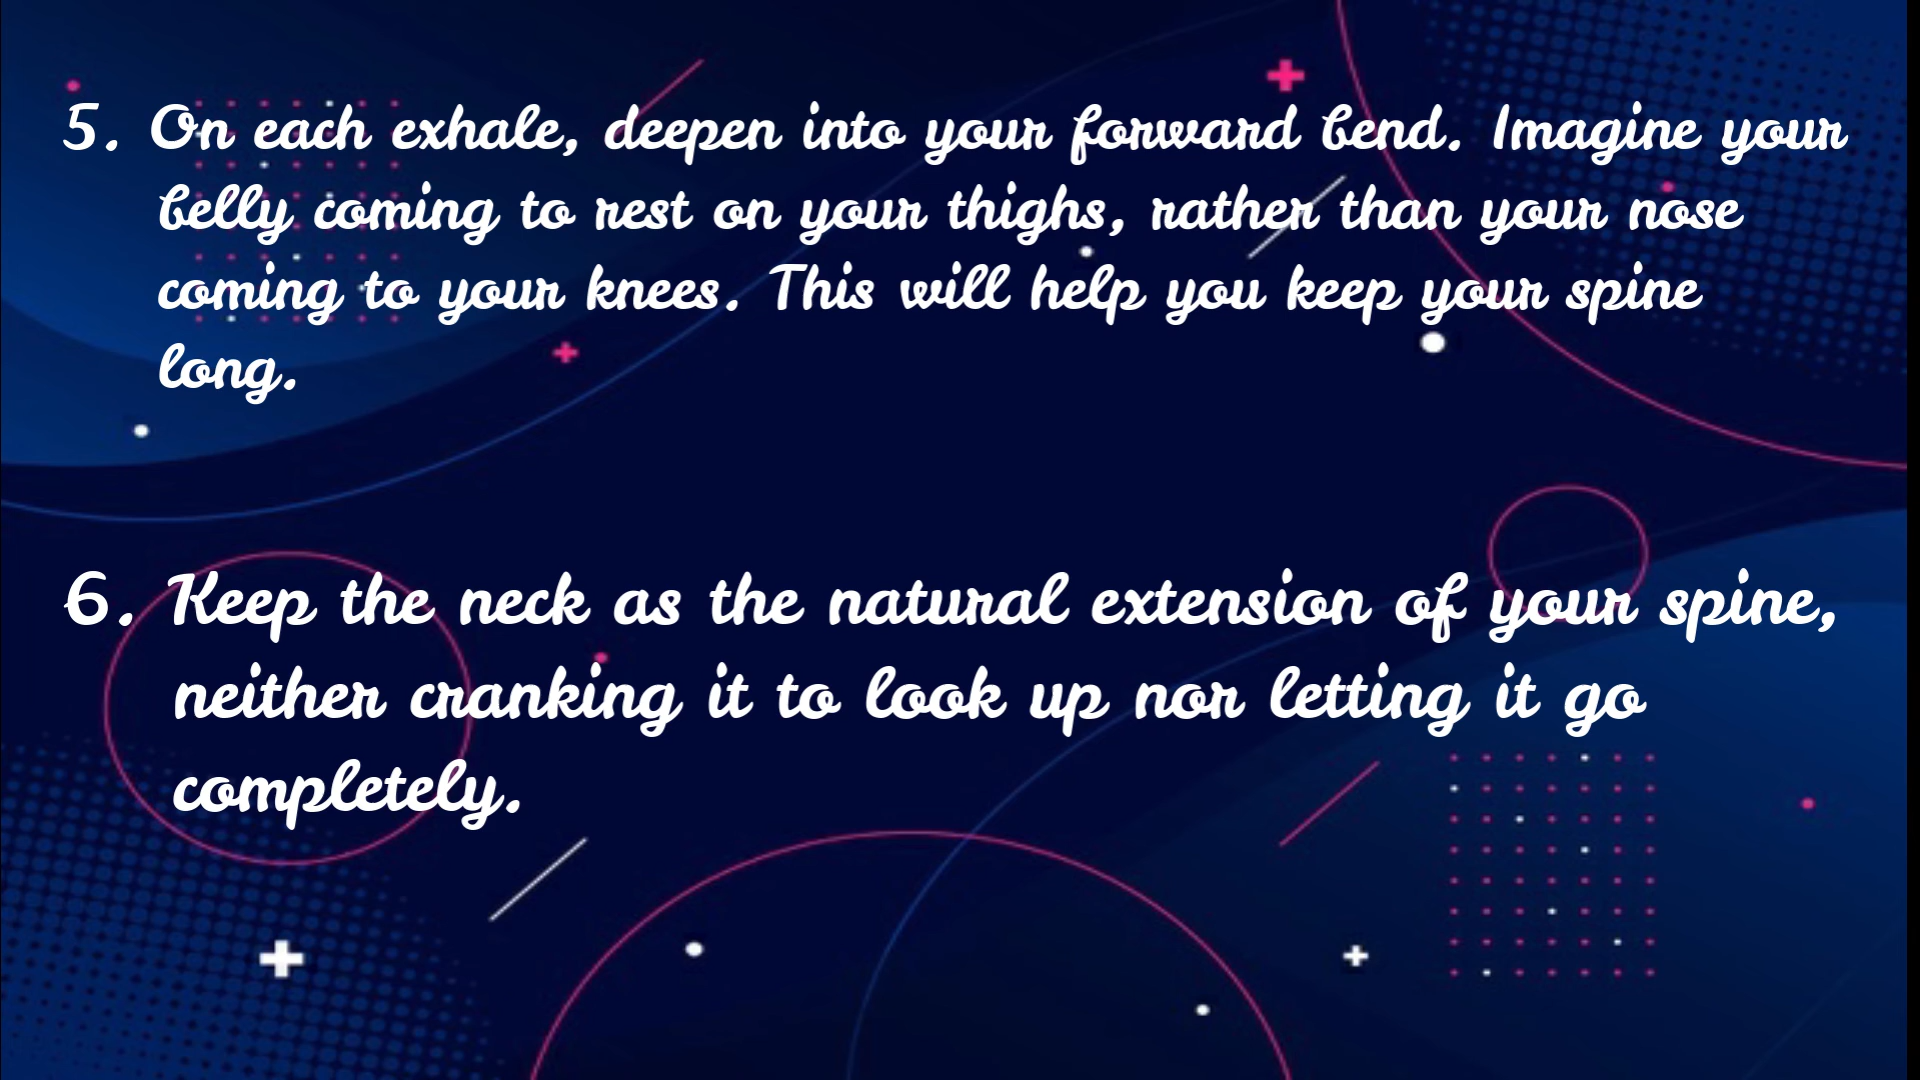 5. On each exhale, deepen into your forward bend. Imagine your
belly coming to rest on your thighs, rather than your nose
coming to your knees. This will help you keep your spine
long.
6. Keep the neck as the natural extension of your spine,
neither cranking it to look up nor letting it go
completely.